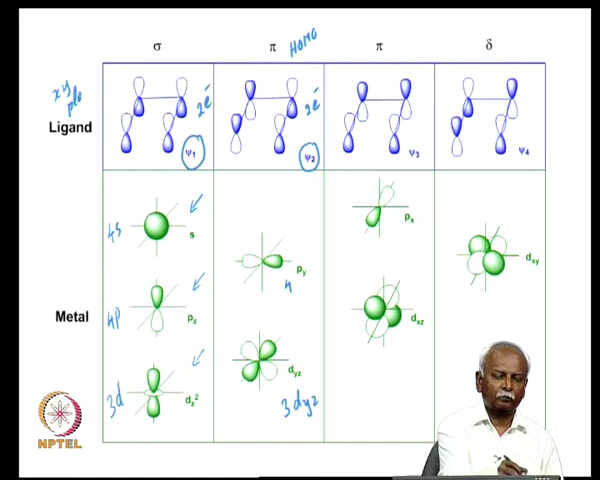 σ π HOMO π δ
xy
Ligand
2e 2e
ψ1 ψ2 ψ3 ψ4
4s s
px
py
4
dxy
Metal
4p pz
dxz
3d dz2
dyz
3dyz
NPTEL